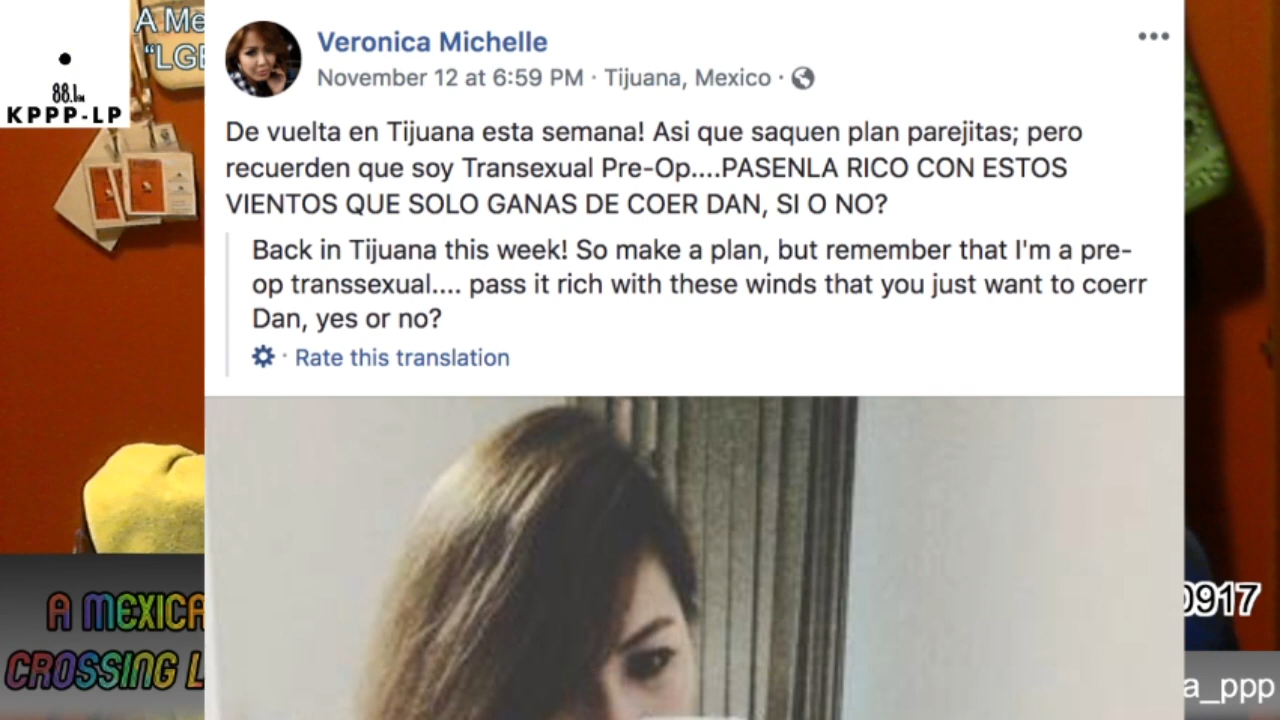 A Me
"LGB
88.1FM
KPPP-LP
Veronica Michelle
November 12 at 6:59 PM · Tijuana, Mexico ·
De vuelta en Tijuana esta semana! Asi que saquen plan parejitas; pero
recuerden que soy Transexual Pre-Op....PASENLA RICO CON ESTOS
VIENTOS QUE SOLO GANAS DE COER DAN, SI O NO?
Back in Tijuana this week! So make a plan, but remember that I'm a pre-
op transsexual.... pass it rich with these winds that you just want to coerr
Dan, yes or no?
· Rate this translation
A MEXICA
CROSSING L
0917
a_ppp